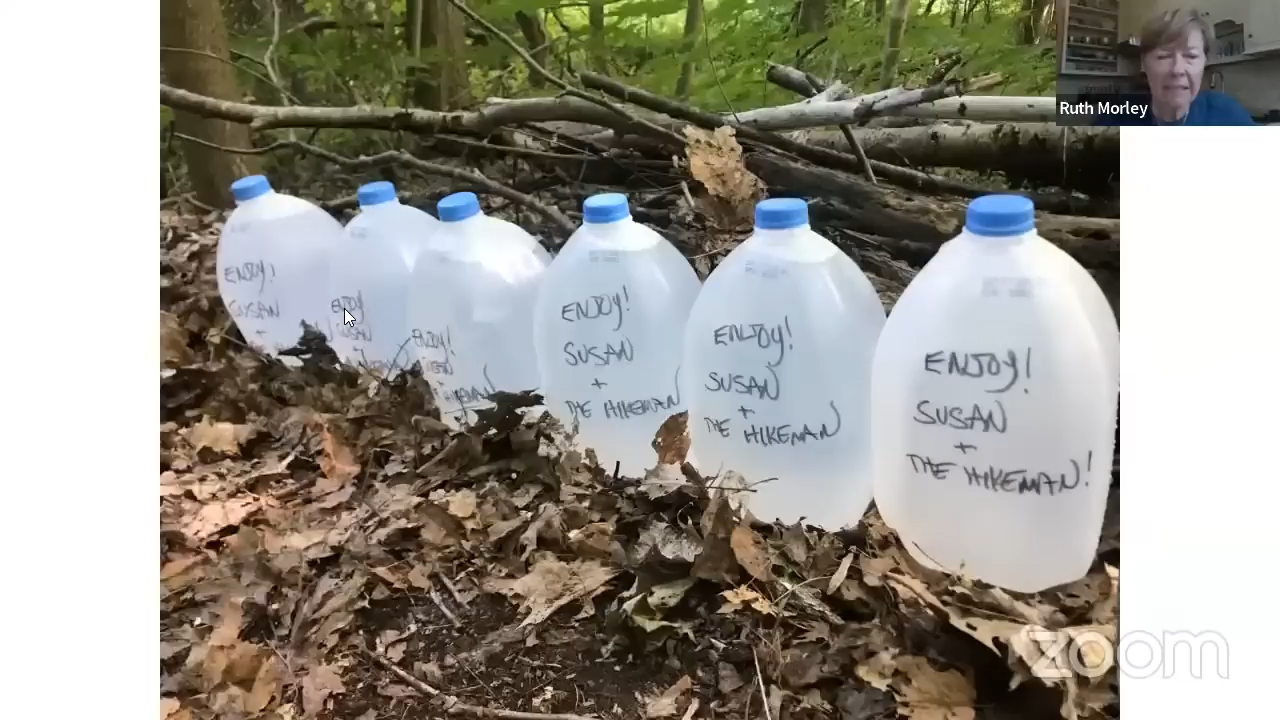 Ruth Morley
ENJOY!
SUSAN
+
ENJOY
SUSAN
+
ENJOY!
ENJOY!
SUSAN
+
THE HIKEMAN
ENJOY!
SUSAN
+
THE HIKEMAN
ENJOY!
SUSAN
+
THE HIKEMAN!
zoom